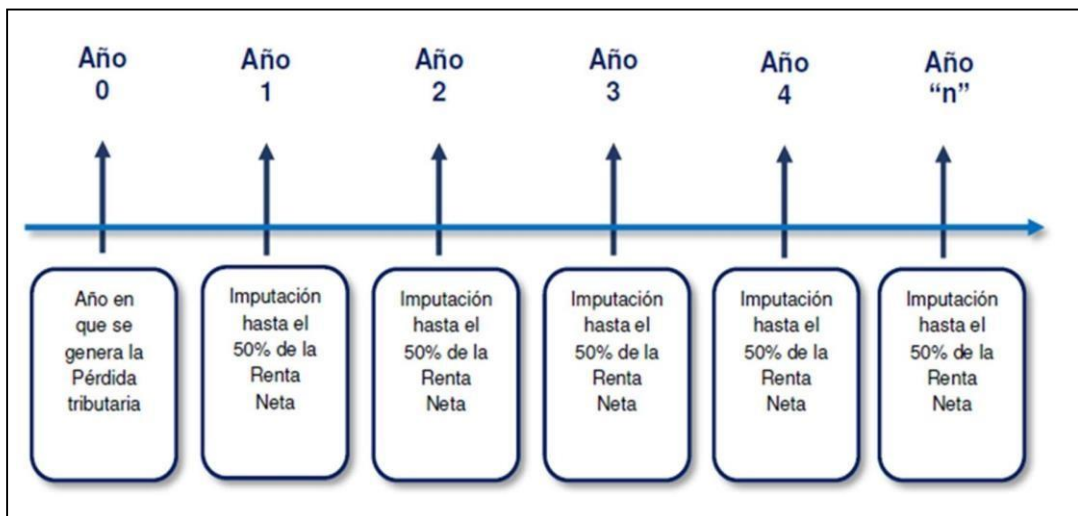 Año
0
Año
1
Año
2
Año
3
Año
4
Año
“n”
Año en
que se
genera la
Pérdida
tributaria
Imputación
hasta el
50% de la
Renta
Neta
Imputación
hasta el
50% de la
Renta
Neta
Imputación
hasta el
50% de la
Renta
Neta
Imputación
hasta el
50% de la
Renta
Neta
Imputación
hasta el
50% de la
Renta
Neta